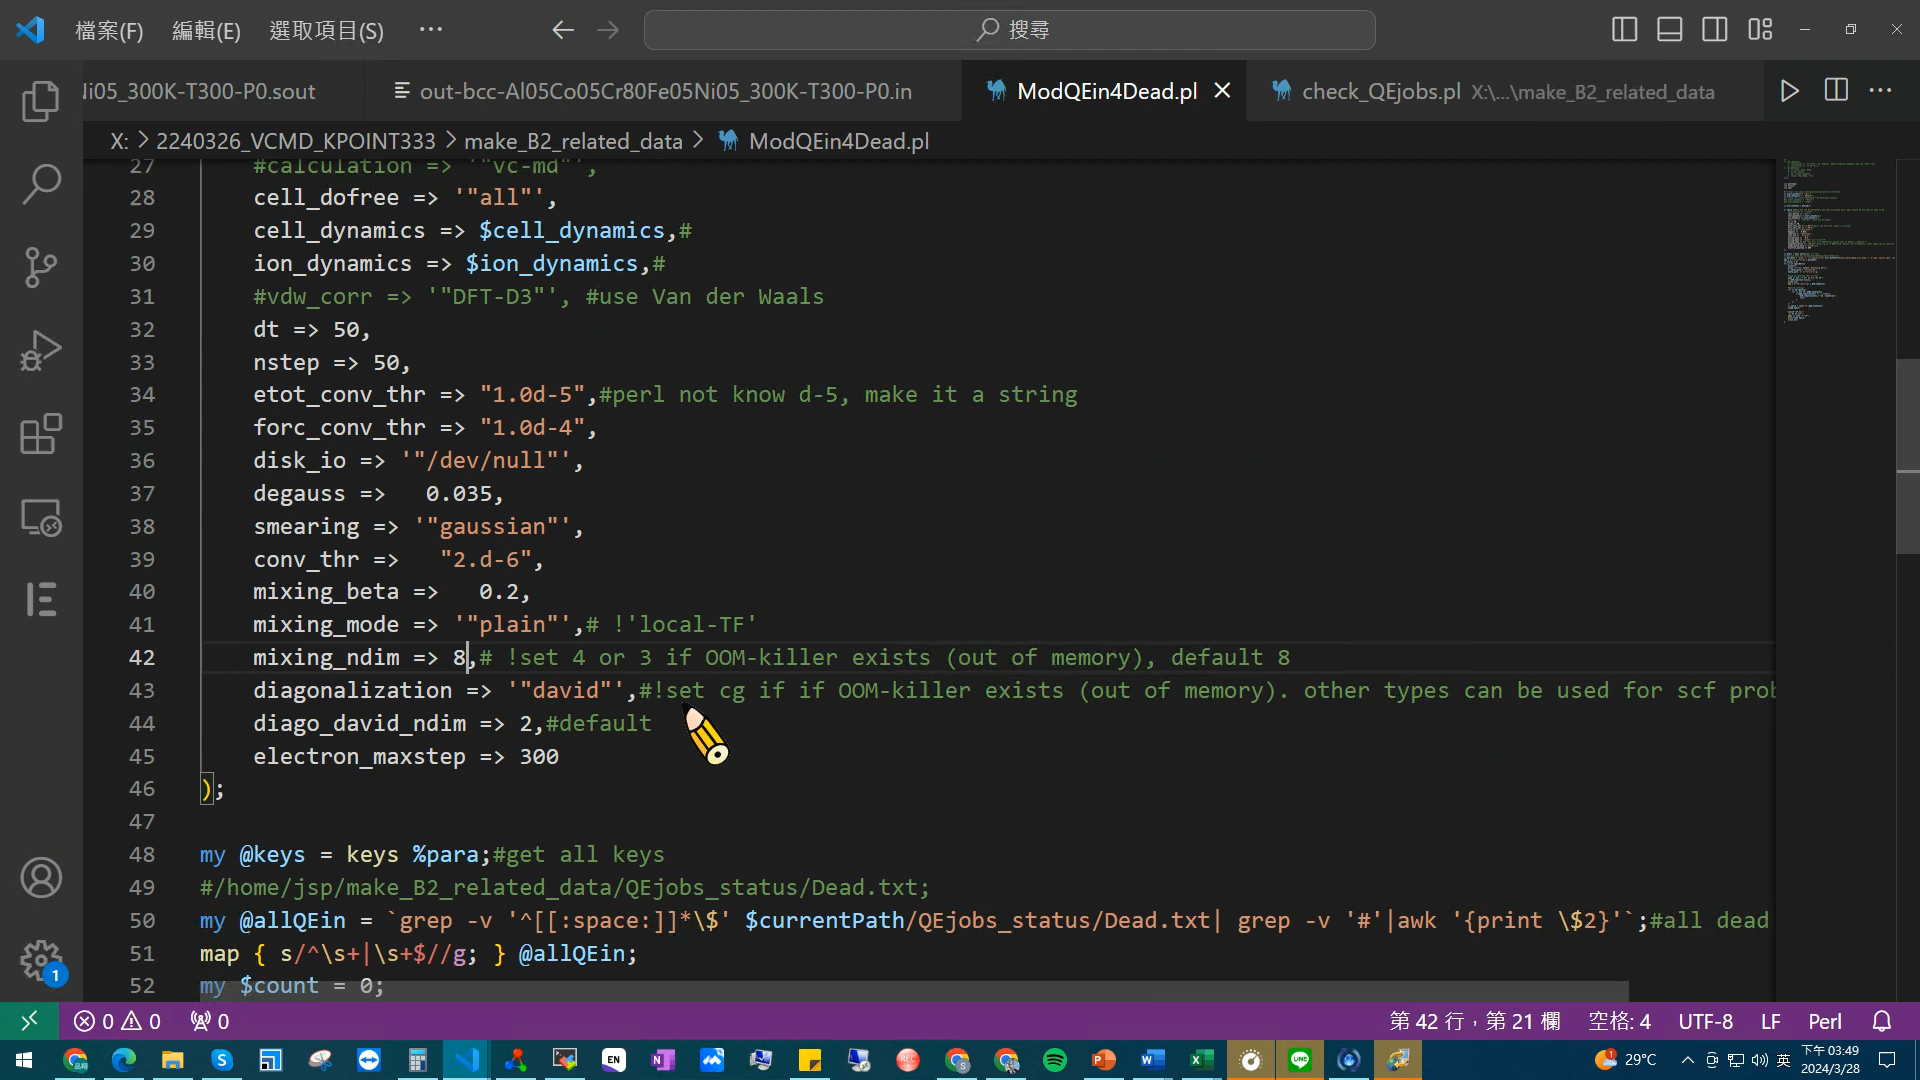 檔案(F) 編輯(E) 選取項目(S) ··· 搜尋
Ni05_300K-T300-P0.sout out-bcc-Al05Co05Cr80Fe05Ni05_300K-T300-P0.in ModQEin4Dead.pl check_QEjobs.pl X:\...\make_B2_related_data
X: > 2240326_VCMD_KPOINT333 > make_B2_related_data > ModQEin4Dead.pl
27 #calculation => '"vc-md"',
28 cell_dofree => '"all"',
29 cell_dynamics => $cell_dynamics,#
30 ion_dynamics => $ion_dynamics,#
31 #vdw_corr => '"DFT-D3"', #use Van der Waals
32 dt => 50,
33 nstep => 50,
34 etot_conv_thr => "1.0d-5",#perl not know d-5, make it a string
35 forc_conv_thr => "1.0d-4",
36 disk_io => '"/dev/null"',
37 degauss =>   0.035,
38 smearing => '"gaussian"',
39 conv_thr =>   "2.d-6",
40 mixing_beta =>   0.2,
41 mixing_mode => '"plain"',# !'local-TF'
42 mixing_ndim => 8,# !set 4 or 3 if OOM-killer exists (out of memory), default 8
43 diagonalization => '"david"',#!set cg if if OOM-killer exists (out of memory). other types can be used for scf prob
44 diago_david_ndim => 2,#default
45 electron_maxstep => 300
46 );
47
48 my @keys = keys %para;#get all keys
49 #/home/jsp/make_B2_related_data/QEjobs_status/Dead.txt;
50 my @allQEin = `grep -v '^[[:space:]]*\$' $currentPath/QEjobs_status/Dead.txt| grep -v '#'|awk '{print \$2}'`;#all dead
51 map { s/^\s+|\s+$//g; } @allQEin;
52 my $count = 0;
1
0 0 0 第 42 行，第 21 欄 空格: 4 UTF-8 LF Perl
EN 29°C 英 下午 03:49
2024/3/28